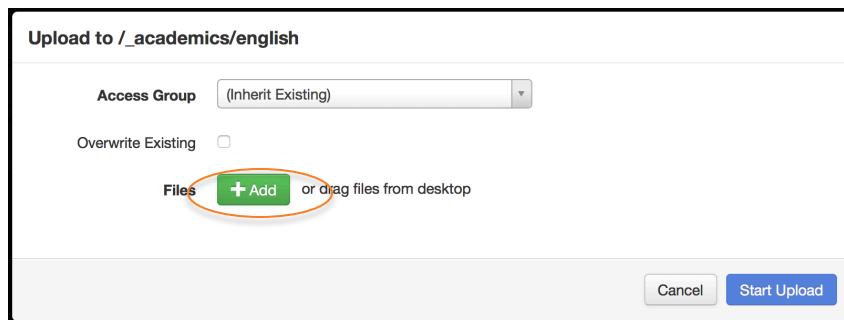 Upload to /_academics/english
Access Group (Inherit Existing)
Overwrite Existing
Files + Add or drag files from desktop
Cancel Start Upload